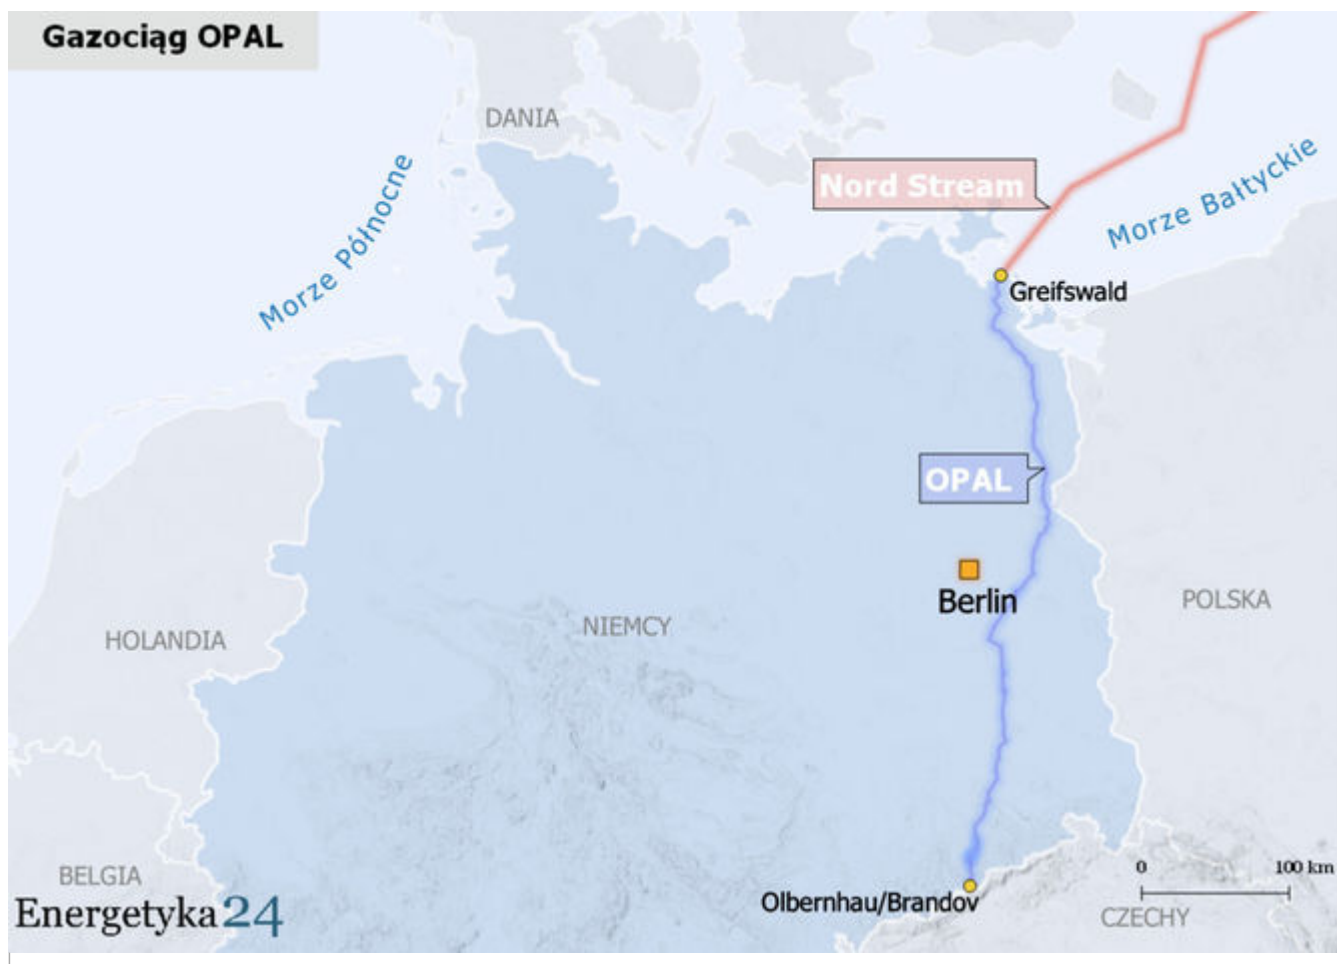 Gazociąg OPAL
DANIA
Morze Północne
Nord Stream
Morze Bałtyckie
Greifswald
OPAL
Berlin
POLSKA
HOLANDIA
NIEMCY
BELGIA
0 100 km
Olbernhau/Brandov
CZECHY
Energetyka24